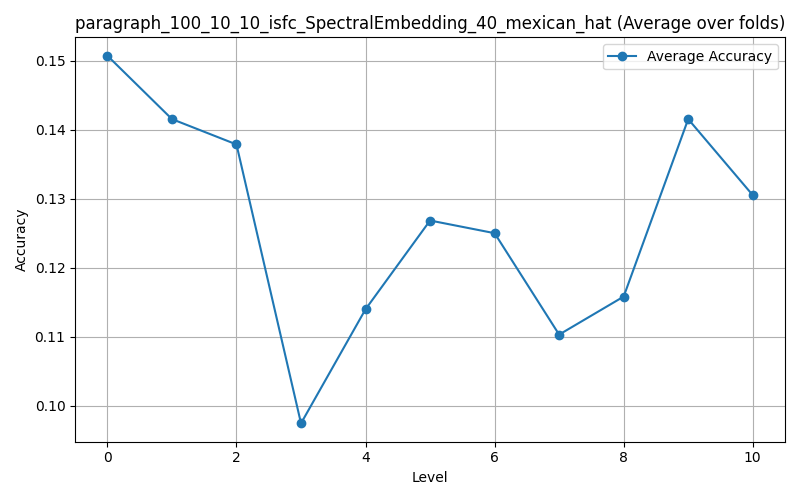 paragraph_100_10_10_isfc_SpectralEmbedding_40_mexican_hat (Average over folds)
Average Accuracy
Accuracy
0.15
0.14
0.13
0.12
0.11
0.10
0 2 4 6 8 10
Level